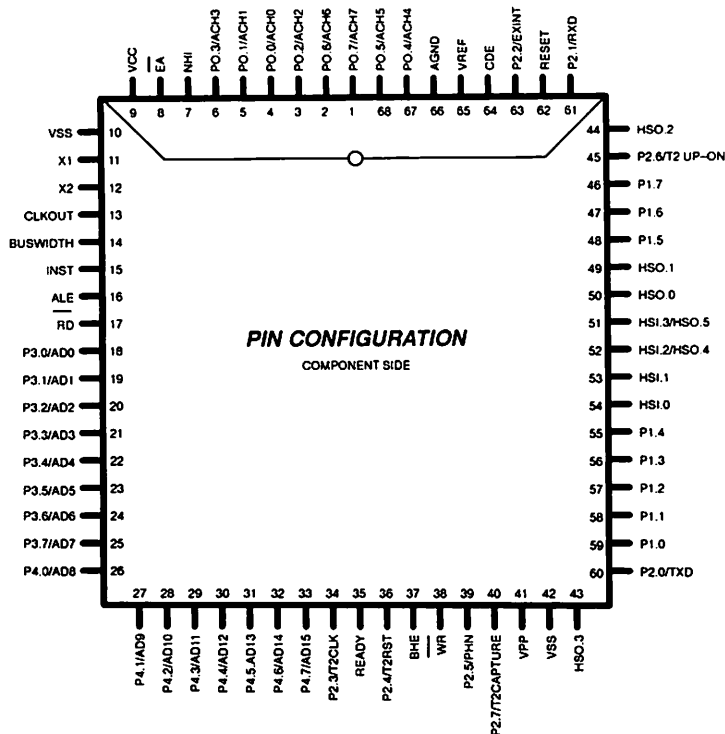 VCC
EA
NHI
P0.3/ACH3
P0.1/ACH1
P0.0/ACH0
P0.2/ACH2
P0.6/ACH6
P0.7/ACH7
P0.5/ACH5
P0.4/ACH4
AGND
VREF
CDE
P2.2/EXINT
RESET
P2.1/RXD
9 8 7 6 5 4 3 2 1 68 67 66 65 64 63 62 61
VSS 10
X1 11
X2 12
CLKOUT 13
BUSWIDTH 14
INST 15
ALE 16
RD 17
P3.0/AD0 18
P3.1/AD1 19
P3.2/AD2 20
P3.3/AD3 21
P3.4/AD4 22
P3.5/AD5 23
P3.6/AD6 24
P3.7/AD7 25
P4.0/AD8 26
PIN CONFIGURATION
COMPONENT SIDE
44 HSO.2
45 P2.6/T2 UP-ON
46 P1.7
47 P1.6
48 P1.5
49 HSO.1
50 HSO.0
51 HSI.3/HSO.5
52 HSI.2/HSO.4
53 HSI.1
54 HSI.0
55 P1.4
56 P1.3
57 P1.2
58 P1.1
59 P1.0
60 P2.0/TXD
27 28 29 30 31 32 33 34 35 36 37 38 39 40 41 42 43
P4.1/AD9
P4.2/AD10
P4.3/AD11
P4.4/AD12
P4.5.AD13
P4.6/AD14
P4.7/AD15
P2.3/T2CLK
READY
P2.4/T2RST
BHE
WR
P2.5/PHN
P2.7/T2CAPTURE
VPP
VSS
HSO.3